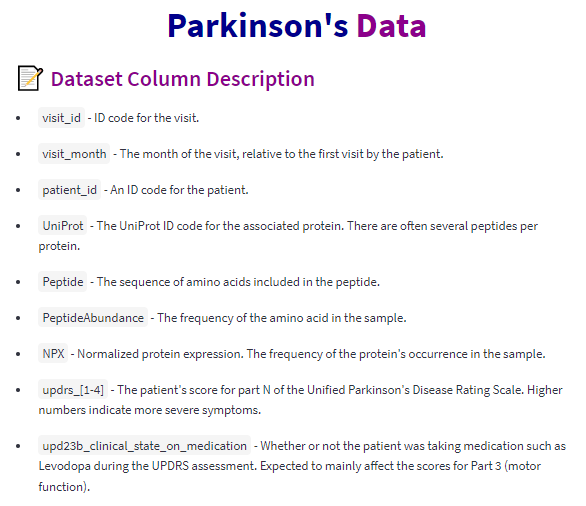 Parkinson's Data
Dataset Column Description
visit_id - ID code for the visit.
visit_month - The month of the visit, relative to the first visit by the patient.
patient_id - An ID code for the patient.
UniProt - The UniProt ID code for the associated protein. There are often several peptides per
protein.
Peptide - The sequence of amino acids included in the peptide.
PeptideAbundance - The frequency of the amino acid in the sample.
NPX - Normalized protein expression. The frequency of the protein's occurrence in the sample.
updrs_[1-4] - The patient's score for part N of the Unified Parkinson's Disease Rating Scale. Higher
numbers indicate more severe symptoms.
upd23b_clinical_state_on_medication - Whether or not the patient was taking medication such as
Levodopa during the UPDRS assessment. Expected to mainly affect the scores for Part 3 (motor
function).